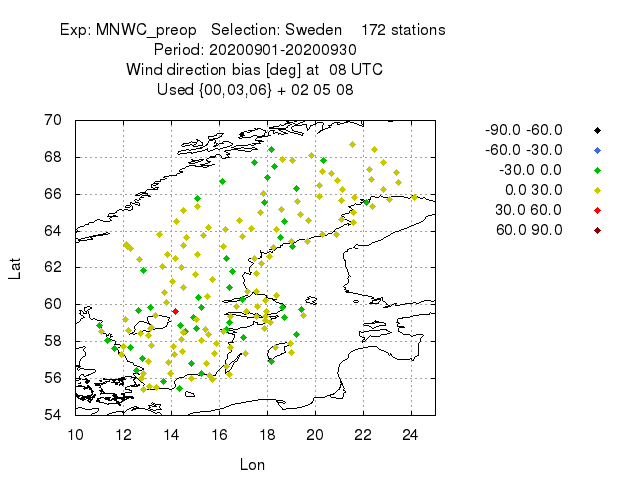 Exp: MNWC_preop   Selection: Sweden    172 stations
Period: 20200901-20200930
Wind direction bias [deg] at  08 UTC
Used {00,03,06} + 02 05 08
-90.0 -60.0
-60.0 -30.0
-30.0 0.0
0.0 30.0
30.0 60.0
60.0 90.0
70
68
66
64
62
60
58
56
54
Lat
10 12 14 16 18 20 22 24
Lon